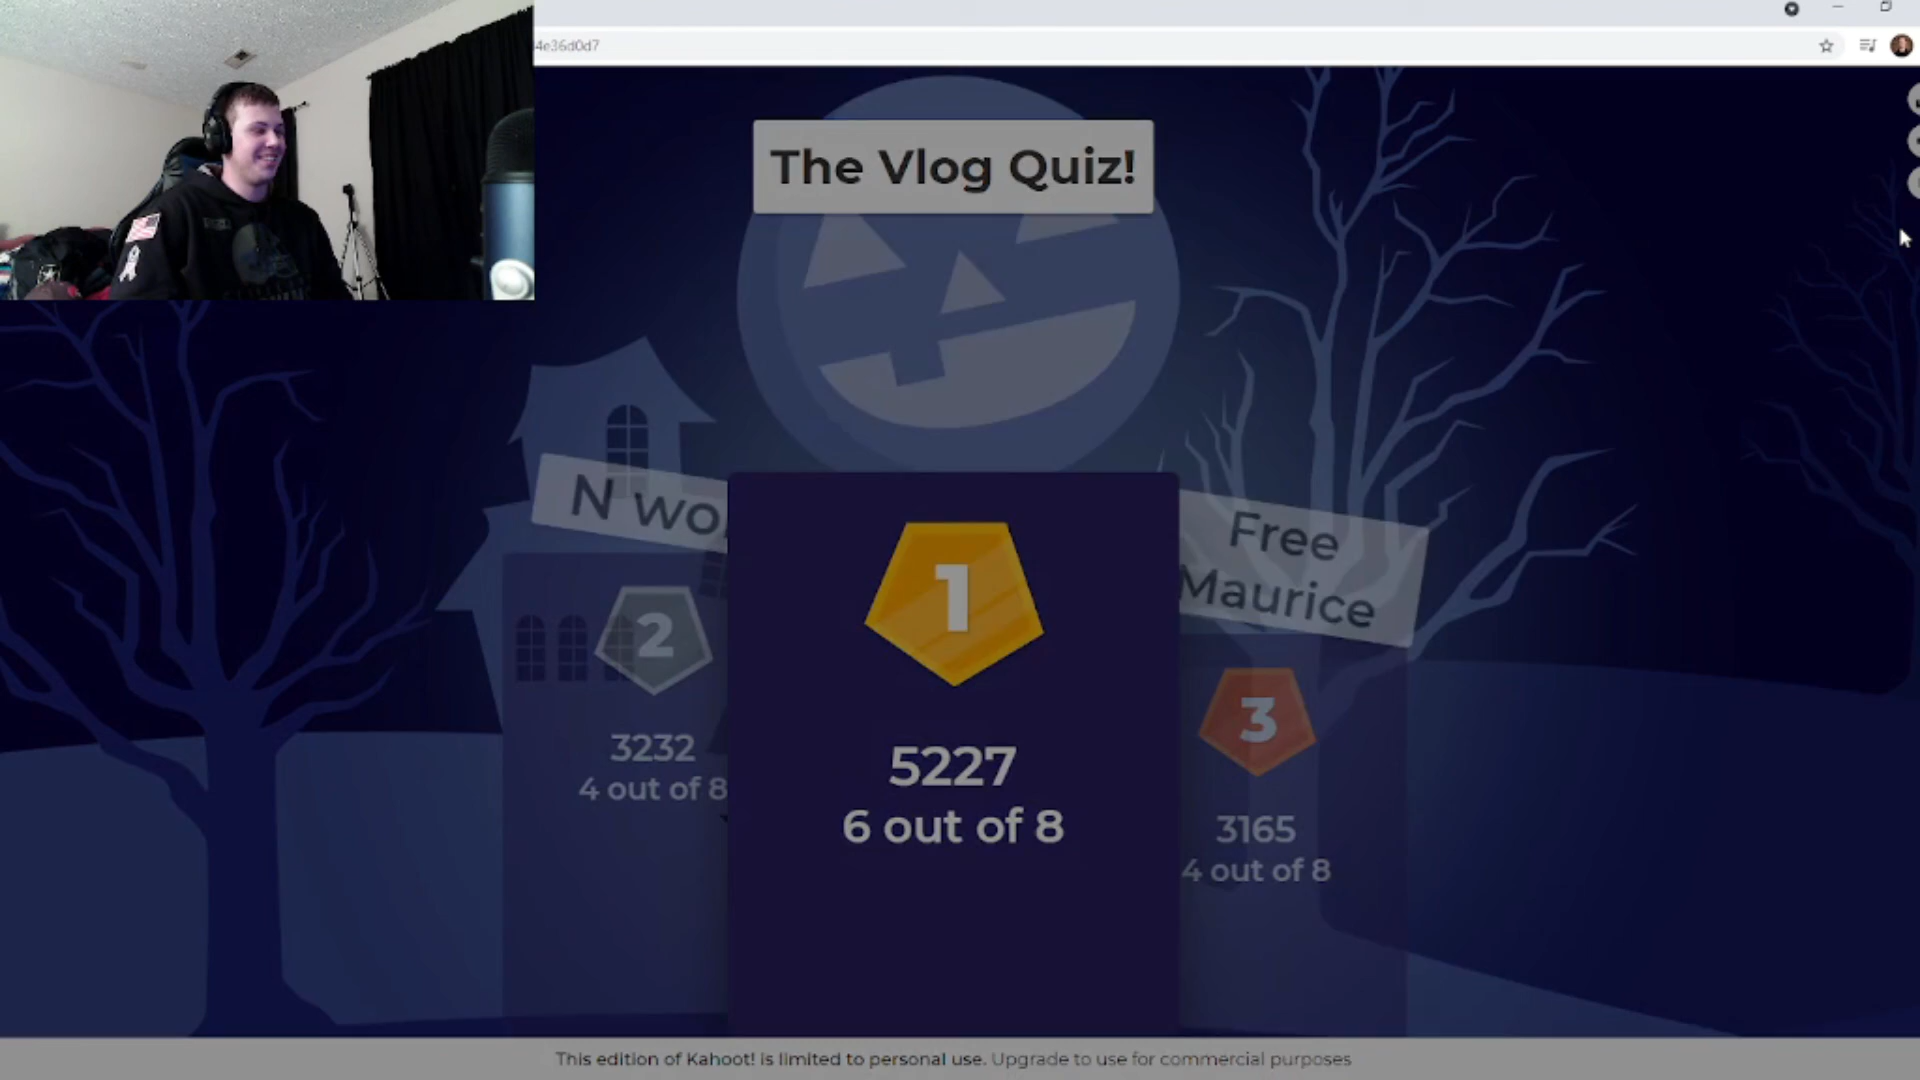 4e36d0d7
The Vlog Quiz!
N wo
Free
Maurice
1
2
3
5227
6 out of 8
3232
4 out of 8
3165
4 out of 8
This edition of Kahoot! is limited to personal use. Upgrade to use for commercial purposes